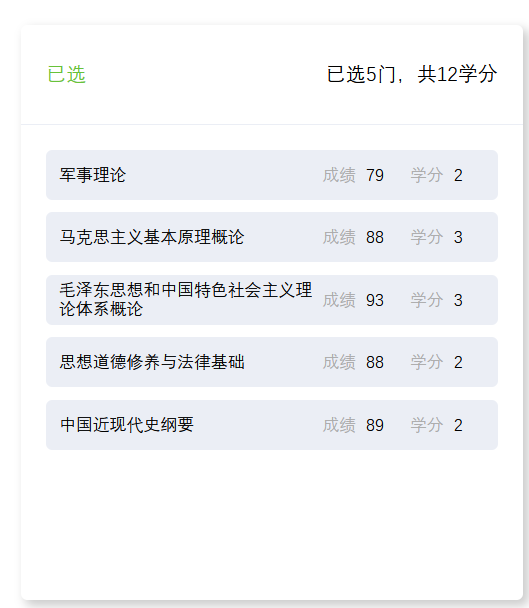 已选 已选5门，共12学分
军事理论 成绩 79 学分 2
马克思主义基本原理概论 成绩 88 学分 3
毛泽东思想和中国特色社会主义理
论体系概论 成绩 93 学分 3
思想道德修养与法律基础 成绩 88 学分 2
中国近现代史纲要 成绩 89 学分 2